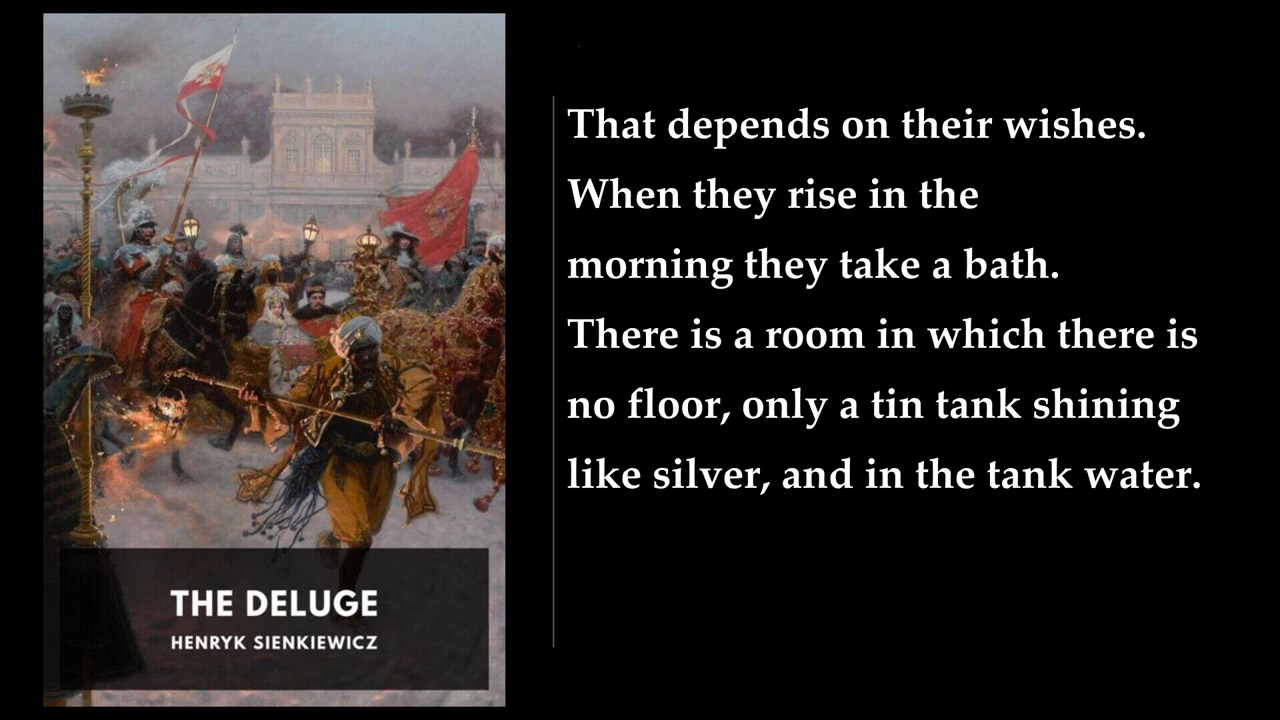 That depends on their wishes.
When they rise in the
morning they take a bath.
There is a room in which there is
no floor, only a tin tank shining
like silver, and in the tank water.
THE DELUGE
HENRYK SIENKIEWICZ